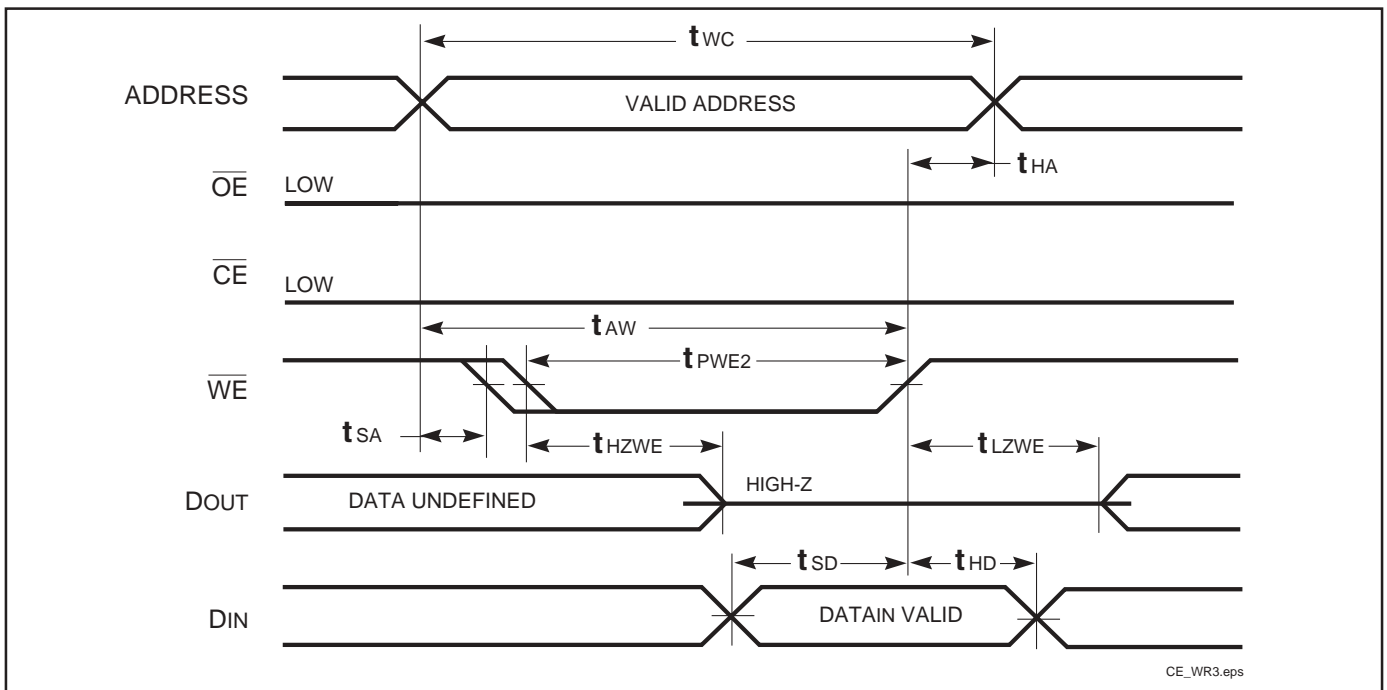 tWC
ADDRESS
VALID ADDRESS
tHA
OE
LOW
CE
LOW
tAW
tPWE2
WE
tSA
tHZWE
tLZWE
DOUT
DATA UNDEFINED
HIGH-Z
tSD
tHD
DIN
DATAIN VALID
CE_WR3.eps